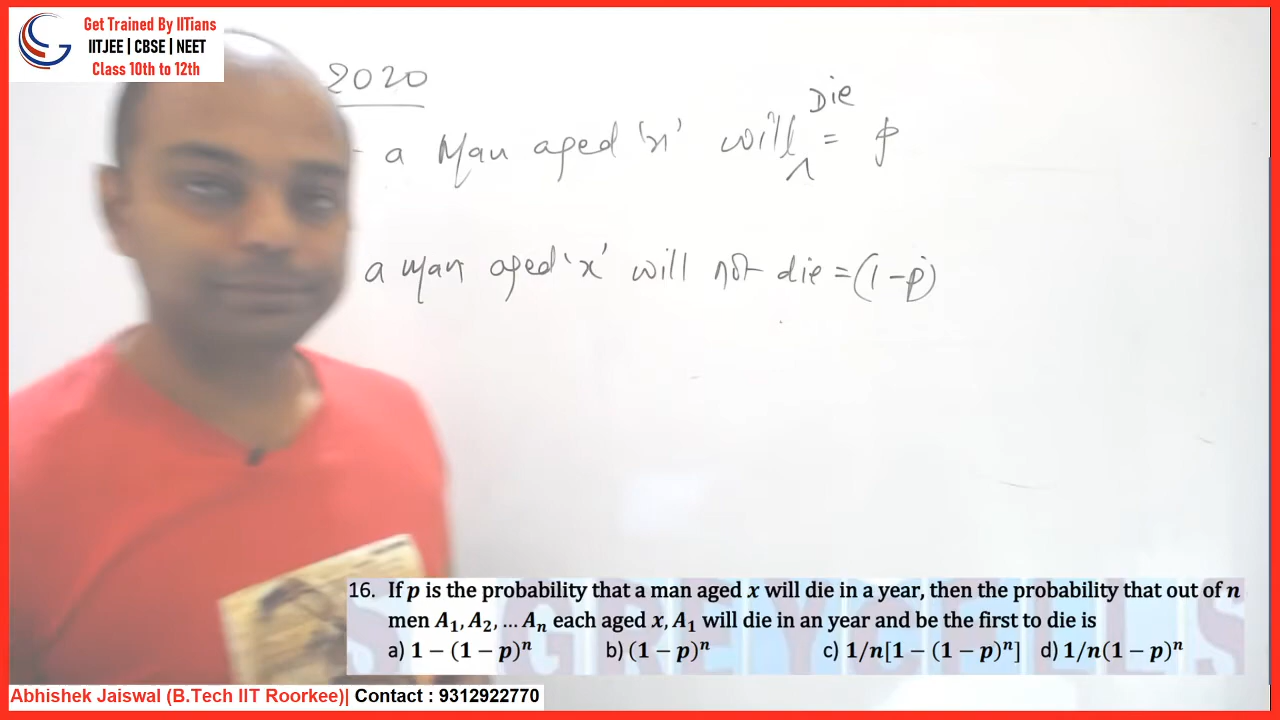 Get Trained By IITians
IITJEE | CBSE | NEET
Class 10th to 12th
2020
a Man aged 'x' will Die = p
a man aged 'x' will not die = (1-p)
16. If p is the probability that a man aged x will die in a year, then the probability that out of n
men A₁, A₂, ... Aₙ each aged x, A₁ will die in an year and be the first to die is
a) 1 − (1 − p)ⁿ b) (1 − p)ⁿ c) 1/n[1 − (1 − p)ⁿ] d) 1/n(1 − p)ⁿ
Abhishek Jaiswal (B.Tech IIT Roorkee)| Contact : 9312922770